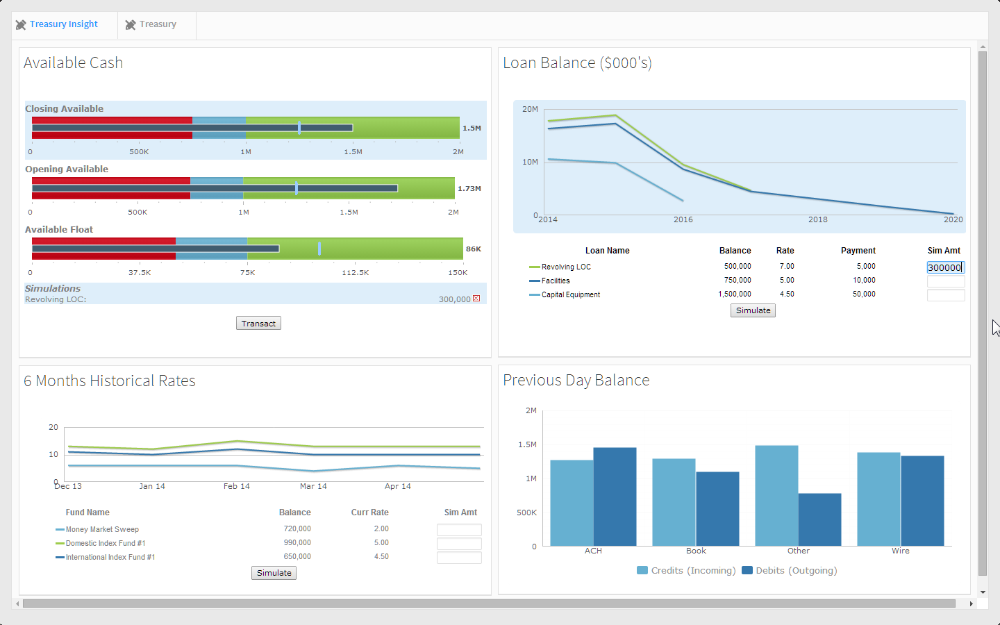 Treasury Insight Treasury
Available Cash
Closing Available
1.5M
0 500K 1M 1.5M 2M
Opening Available
1.73M
0 500K 1M 1.5M 2M
Available Float
86K
0 37.5K 75K 112.5K 150K
Simulations
Revolving LOC: 300,000
Transact
Loan Balance ($000's)
20M
10M
0
2014 2016 2018 2020
Loan Name Balance Rate Payment Sim Amt
Revolving LOC 500,000 7.00 5,000 300000
Facilities 750,000 5.00 10,000
Capital Equipment 1,500,000 4.50 50,000
Simulate
6 Months Historical Rates
20
10
0
Dec 13 Jan 14 Feb 14 Mar 14 Apr 14
Fund Name Balance Curr Rate Sim Amt
Money Market Sweep 720,000 2.00
Domestic Index Fund #1 990,000 5.00
International Index Fund #1 650,000 4.50
Simulate
Previous Day Balance
2M
1.5M
1M
500K
0
ACH Book Other Wire
Credits (Incoming) Debits (Outgoing)